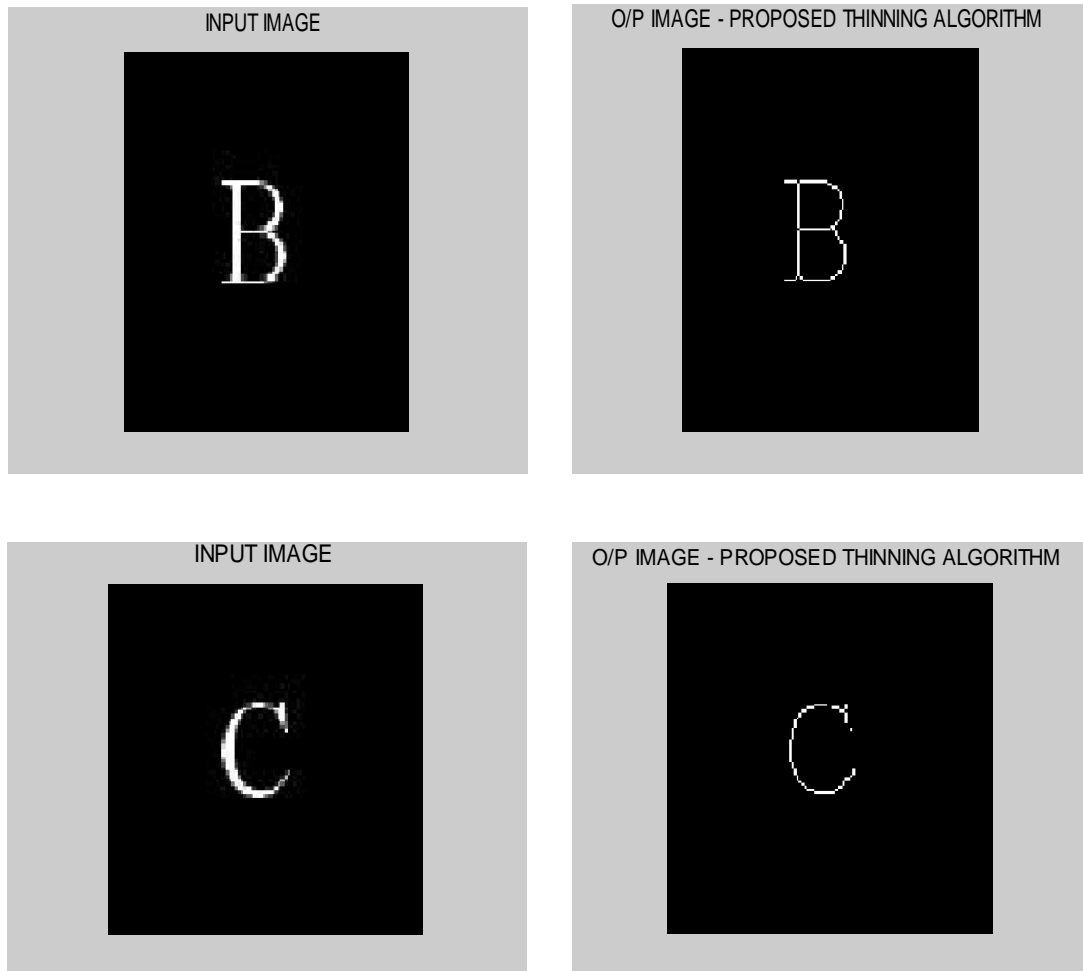 INPUT IMAGE
O/P IMAGE - PROPOSED THINNING ALGORITHM
B
B
INPUT IMAGE
O/P IMAGE - PROPOSED THINNING ALGORITHM
C
C